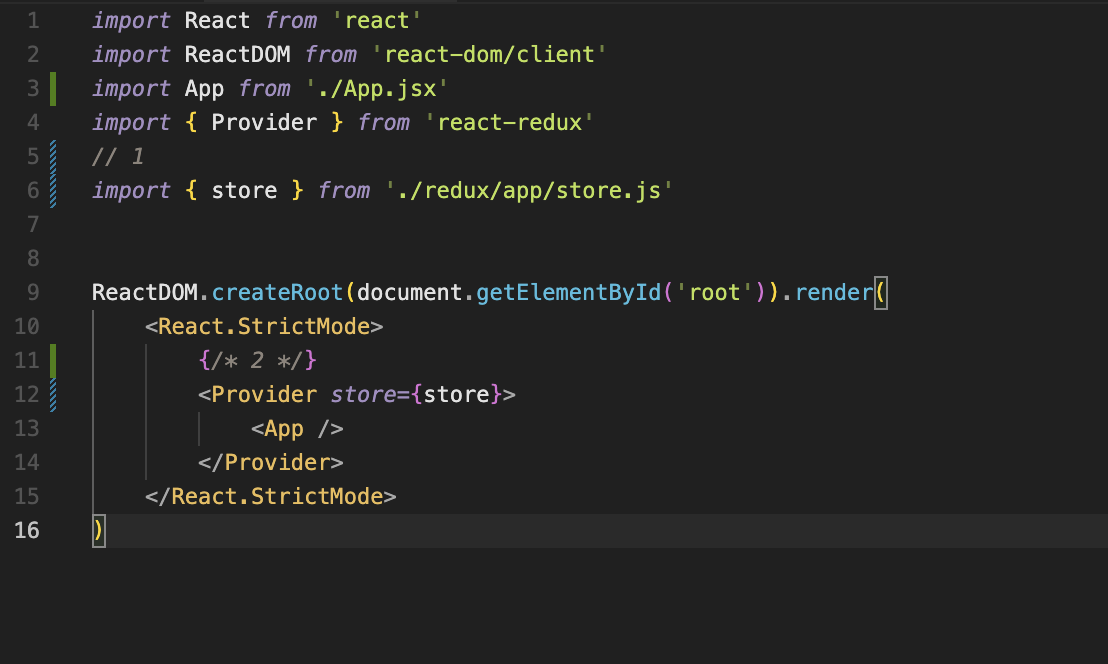 1 import React from 'react'
2 import ReactDOM from 'react-dom/client'
3 import App from './App.jsx'
4 import { Provider } from 'react-redux'
5 // 1
6 import { store } from './redux/app/store.js'
7
8
9 ReactDOM.createRoot(document.getElementById('root')).render(
10     <React.StrictMode>
11         {/* 2 */}
12         <Provider store={store}>
13             <App />
14         </Provider>
15     </React.StrictMode>
16 )